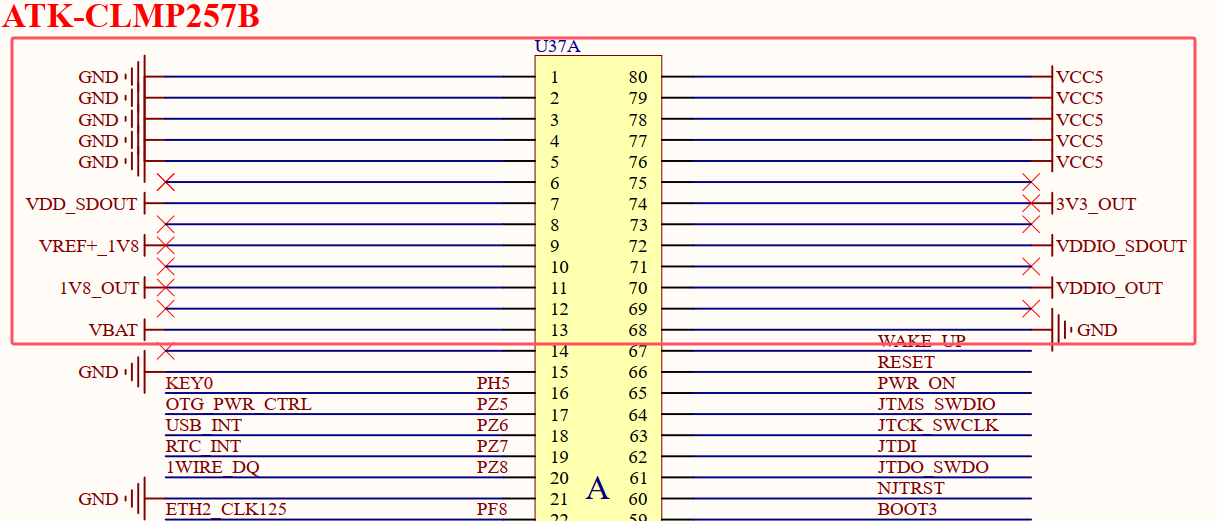 ATK-CLMP257B
U37A
GND 1 80 VCC5
GND 2 79 VCC5
GND 3 78 VCC5
GND 4 77 VCC5
GND 5 76 VCC5
6 75
VDD_SDOUT 7 74 3V3_OUT
8 73
VREF+_1V8 9 72 VDDIO_SDOUT
10 71
1V8_OUT 11 70 VDDIO_OUT
12 69
VBAT 13 68 GND
14 67 WAKE_UP
GND 15 66 RESET
KEY0 PH5 16 65 PWR_ON
OTG_PWR_CTRL PZ5 17 64 JTMS_SWDIO
USB_INT PZ6 18 63 JTCK_SWCLK
RTC_INT PZ7 19 62 JTDI
1WIRE_DQ PZ8 20 61 JTDO_SWDO
GND 21 A 60 NJTRST
ETH2_CLK125 PF8 22 59 BOOT3